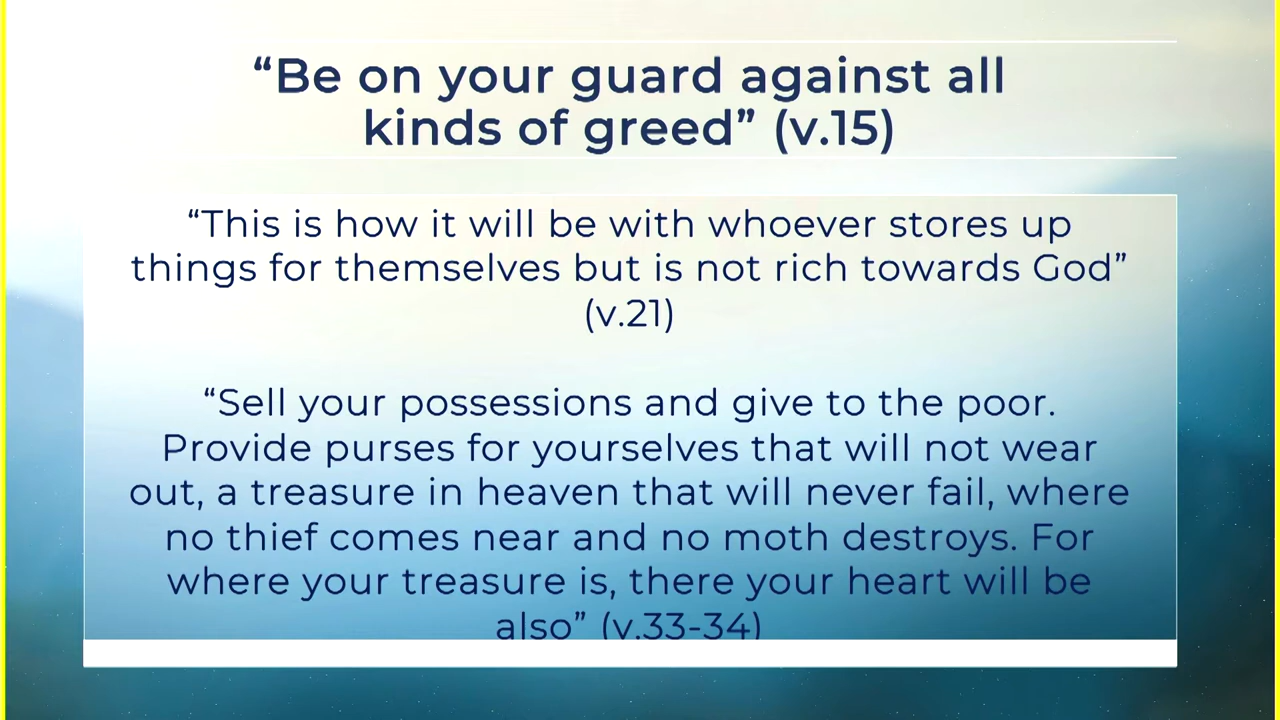 “Be on your guard against all
kinds of greed” (v.15)
“This is how it will be with whoever stores up
things for themselves but is not rich towards God”
(v.21)
“Sell your possessions and give to the poor.
Provide purses for yourselves that will not wear
out, a treasure in heaven that will never fail, where
no thief comes near and no moth destroys. For
where your treasure is, there your heart will be
also” (v.33-34)